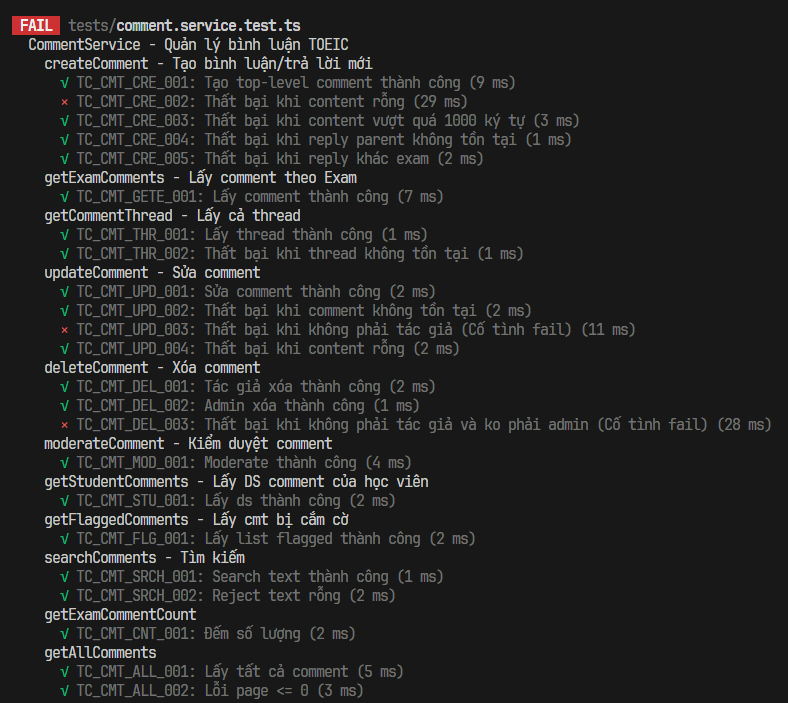 FAIL tests/comment.service.test.ts
CommentService - Quản lý bình luận TOEIC
createComment - Tạo bình luận/trả lời mới
√ TC_CMT_CRE_001: Tạo top-level comment thành công (9 ms)
× TC_CMT_CRE_002: Thất bại khi content rỗng (29 ms)
√ TC_CMT_CRE_003: Thất bại khi content vượt quá 1000 ký tự (3 ms)
√ TC_CMT_CRE_004: Thất bại khi reply parent không tồn tại (1 ms)
√ TC_CMT_CRE_005: Thất bại khi reply khác exam (2 ms)
getExamComments - Lấy comment theo Exam
√ TC_CMT_GETE_001: Lấy comment thành công (7 ms)
getCommentThread - Lấy cả thread
√ TC_CMT_THR_001: Lấy thread thành công (1 ms)
√ TC_CMT_THR_002: Thất bại khi thread không tồn tại (1 ms)
updateComment - Sửa comment
√ TC_CMT_UPD_001: Sửa comment thành công (2 ms)
√ TC_CMT_UPD_002: Thất bại khi comment không tồn tại (2 ms)
× TC_CMT_UPD_003: Thất bại khi không phải tác giả (Cố tình fail) (11 ms)
√ TC_CMT_UPD_004: Thất bại khi content rỗng (2 ms)
deleteComment - Xóa comment
√ TC_CMT_DEL_001: Tác giả xóa thành công (2 ms)
√ TC_CMT_DEL_002: Admin xóa thành công (1 ms)
× TC_CMT_DEL_003: Thất bại khi không phải tác giả và ko phải admin (Cố tình fail) (28 ms)
moderateComment - Kiểm duyệt comment
√ TC_CMT_MOD_001: Moderate thành công (4 ms)
getStudentComments - Lấy DS comment của học viên
√ TC_CMT_STU_001: Lấy ds thành công (2 ms)
getFlaggedComments - Lấy cmt bị cắm cờ
√ TC_CMT_FLG_001: Lấy list flagged thành công (2 ms)
searchComments - Tìm kiếm
√ TC_CMT_SRCH_001: Search text thành công (1 ms)
√ TC_CMT_SRCH_002: Reject text rỗng (2 ms)
getExamCommentCount
√ TC_CMT_CNT_001: Đếm số lượng (2 ms)
getAllComments
√ TC_CMT_ALL_001: Lấy tất cả comment (5 ms)
√ TC_CMT_ALL_002: Lỗi page <= 0 (3 ms)